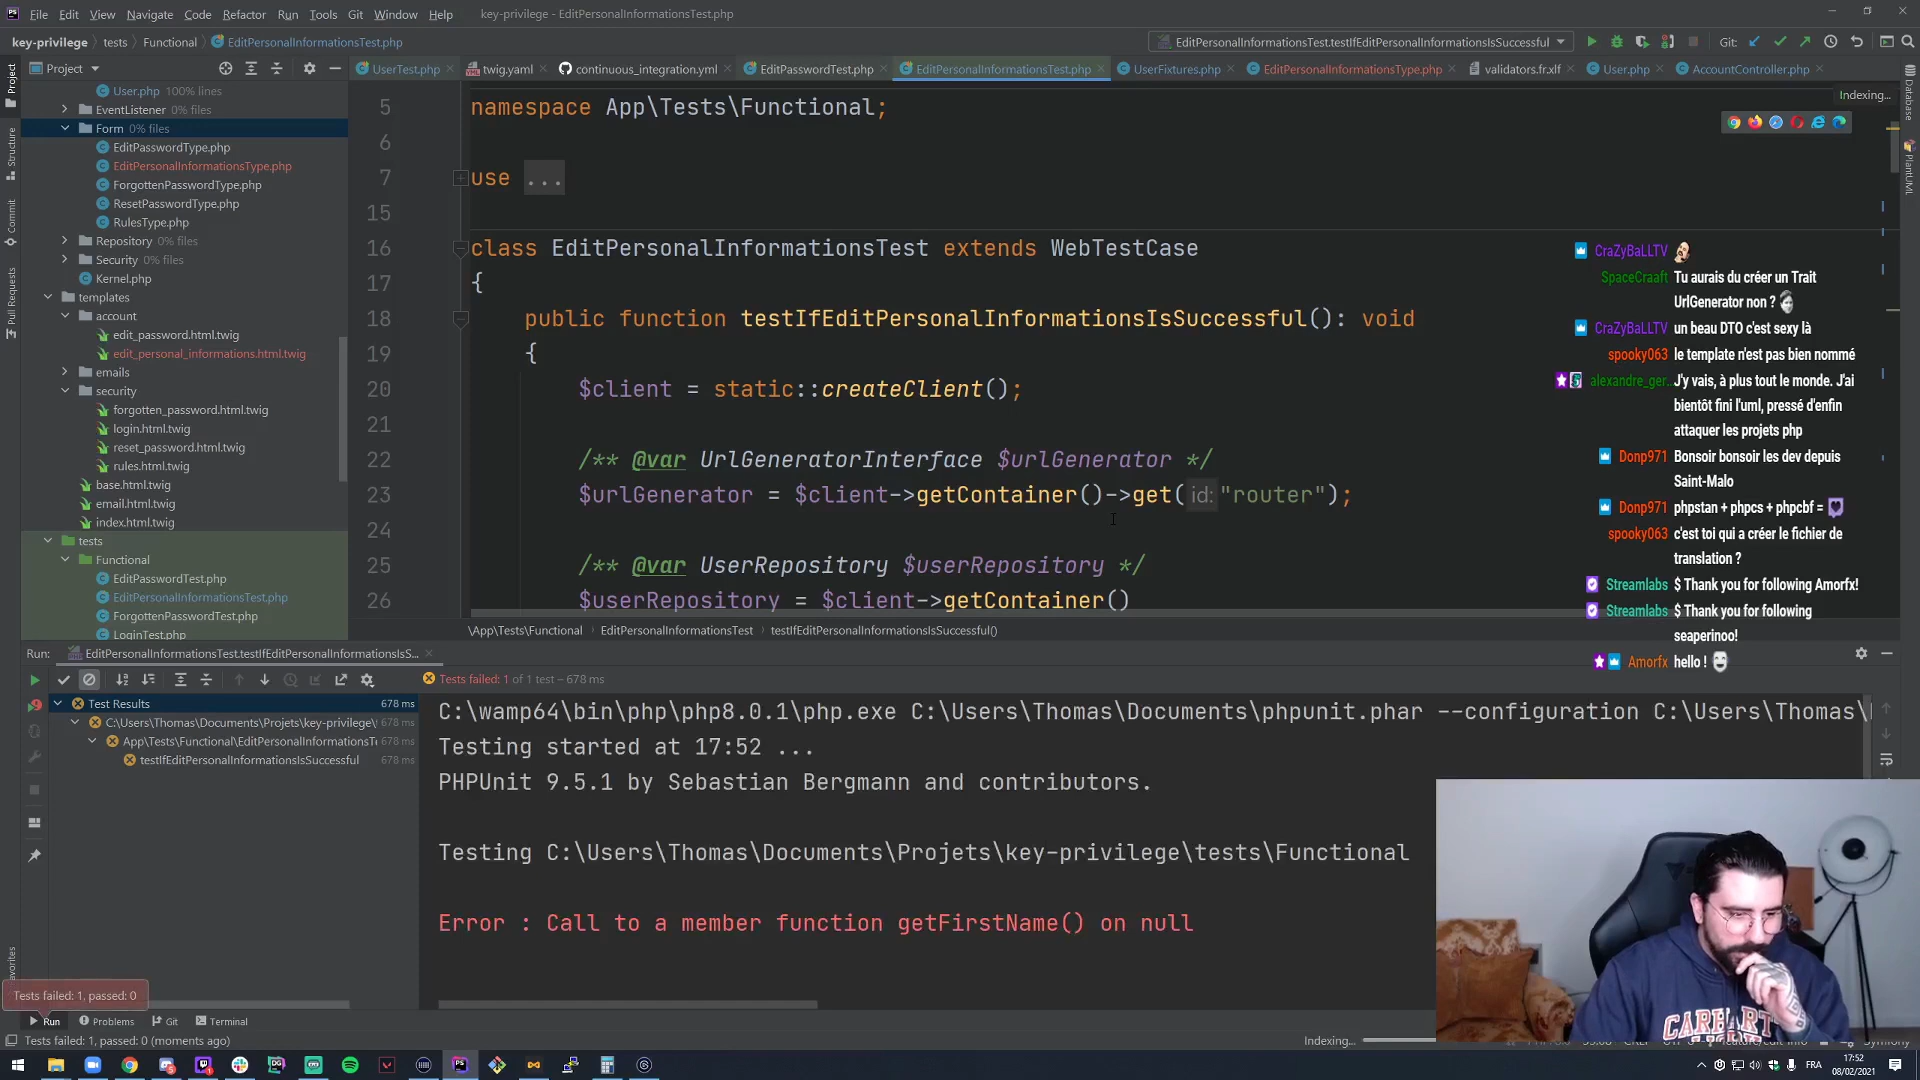 File Edit View Navigate Code Refactor Run Tools Git Window Help key-privilege - EditPersonalInformationsTest.php
key-privilege tests Functional EditPersonalInformationsTest.php
EditPersonalInformationsTest.testIfEditPersonalInformationsIsSuccessful Git:
Project
UserTest.php twig.yaml continuous_integration.yml EditPasswordTest.php EditPersonalInformationsTest.php UserFixtures.php EditPersonalInformationsType.php validators.fr.xlf User.php AccountController.php
Project
Structure
Commit
Pull Requests
User.php 100% lines
EventListener 0% files
Form 0% files
EditPasswordType.php
EditPersonalInformationsType.php
ForgottenPasswordType.php
ResetPasswordType.php
RulesType.php
Repository 0% files
Security 0% files
Kernel.php
templates
account
edit_password.html.twig
edit_personal_informations.html.twig
emails
security
forgotten_password.html.twig
login.html.twig
reset_password.html.twig
rules.html.twig
base.html.twig
email.html.twig
index.html.twig
tests
Functional
EditPasswordTest.php
EditPersonalInformationsTest.php
ForgottenPasswordTest.php
LoginTest.php
5 namespace App\Tests\Functional;
6
7 use ...
15
16 class EditPersonalInformationsTest extends WebTestCase
17 {
18 public function testIfEditPersonalInformationsIsSuccessful(): void
19 {
20 $client = static::createClient();
21
22 /** @var UrlGeneratorInterface $urlGenerator */
23 $urlGenerator = $client->getContainer()->get( id: "router");
24
25 /** @var UserRepository $userRepository */
26 $userRepository = $client->getContainer()
\App\Tests\Functional EditPersonalInformationsTest testIfEditPersonalInformationsIsSuccessful()
Indexing...
Database
PlantUML
CraZyBaLLTV
SpaceCraaft Tu aurais du créer un Trait
UrlGenerator non ?
CraZyBaLLTV un beau DTO c'est sexy là
spooky063 le template n'est pas bien nommé
alexandre_ger... J'y vais, à plus tout le monde. J'ai
bientôt fini l'uml, pressé d'enfin
attaquer les projets php
Donp971 Bonsoir bonsoir les dev depuis
Saint-Malo
Donp971 phpstan + phpcs + phpcbf =
spooky063 c'est toi qui a créer le fichier de
translation ?
Streamlabs $ Thank you for following Amorfx!
Streamlabs $ Thank you for following
seaperinoo!
Amorfx hello !
Run: EditPersonalInformationsTest.testIfEditPersonalInformationsIsS...
Tests failed: 1 of 1 test – 678 ms
Test Results 678 ms
C:\Users\Thomas\Documents\Projets\key-privilege\ 678 ms
App\Tests\Functional\EditPersonalInformationsT 678 ms
testIfEditPersonalInformationsIsSuccessful 678 ms
C:\wamp64\bin\php\php8.0.1\php.exe C:\Users\Thomas\Documents\phpunit.phar --configuration C:\Users\Thomas\
Testing started at 17:52 ...
PHPUnit 9.5.1 by Sebastian Bergmann and contributors.
Testing C:\Users\Thomas\Documents\Projets\key-privilege\tests\Functional
Error : Call to a member function getFirstName() on null
Tests failed: 1, passed: 0
Run Problems Git Terminal
Tests failed: 1, passed: 0 (moments ago)
Indexing...
FR
17:52
08/02/2021